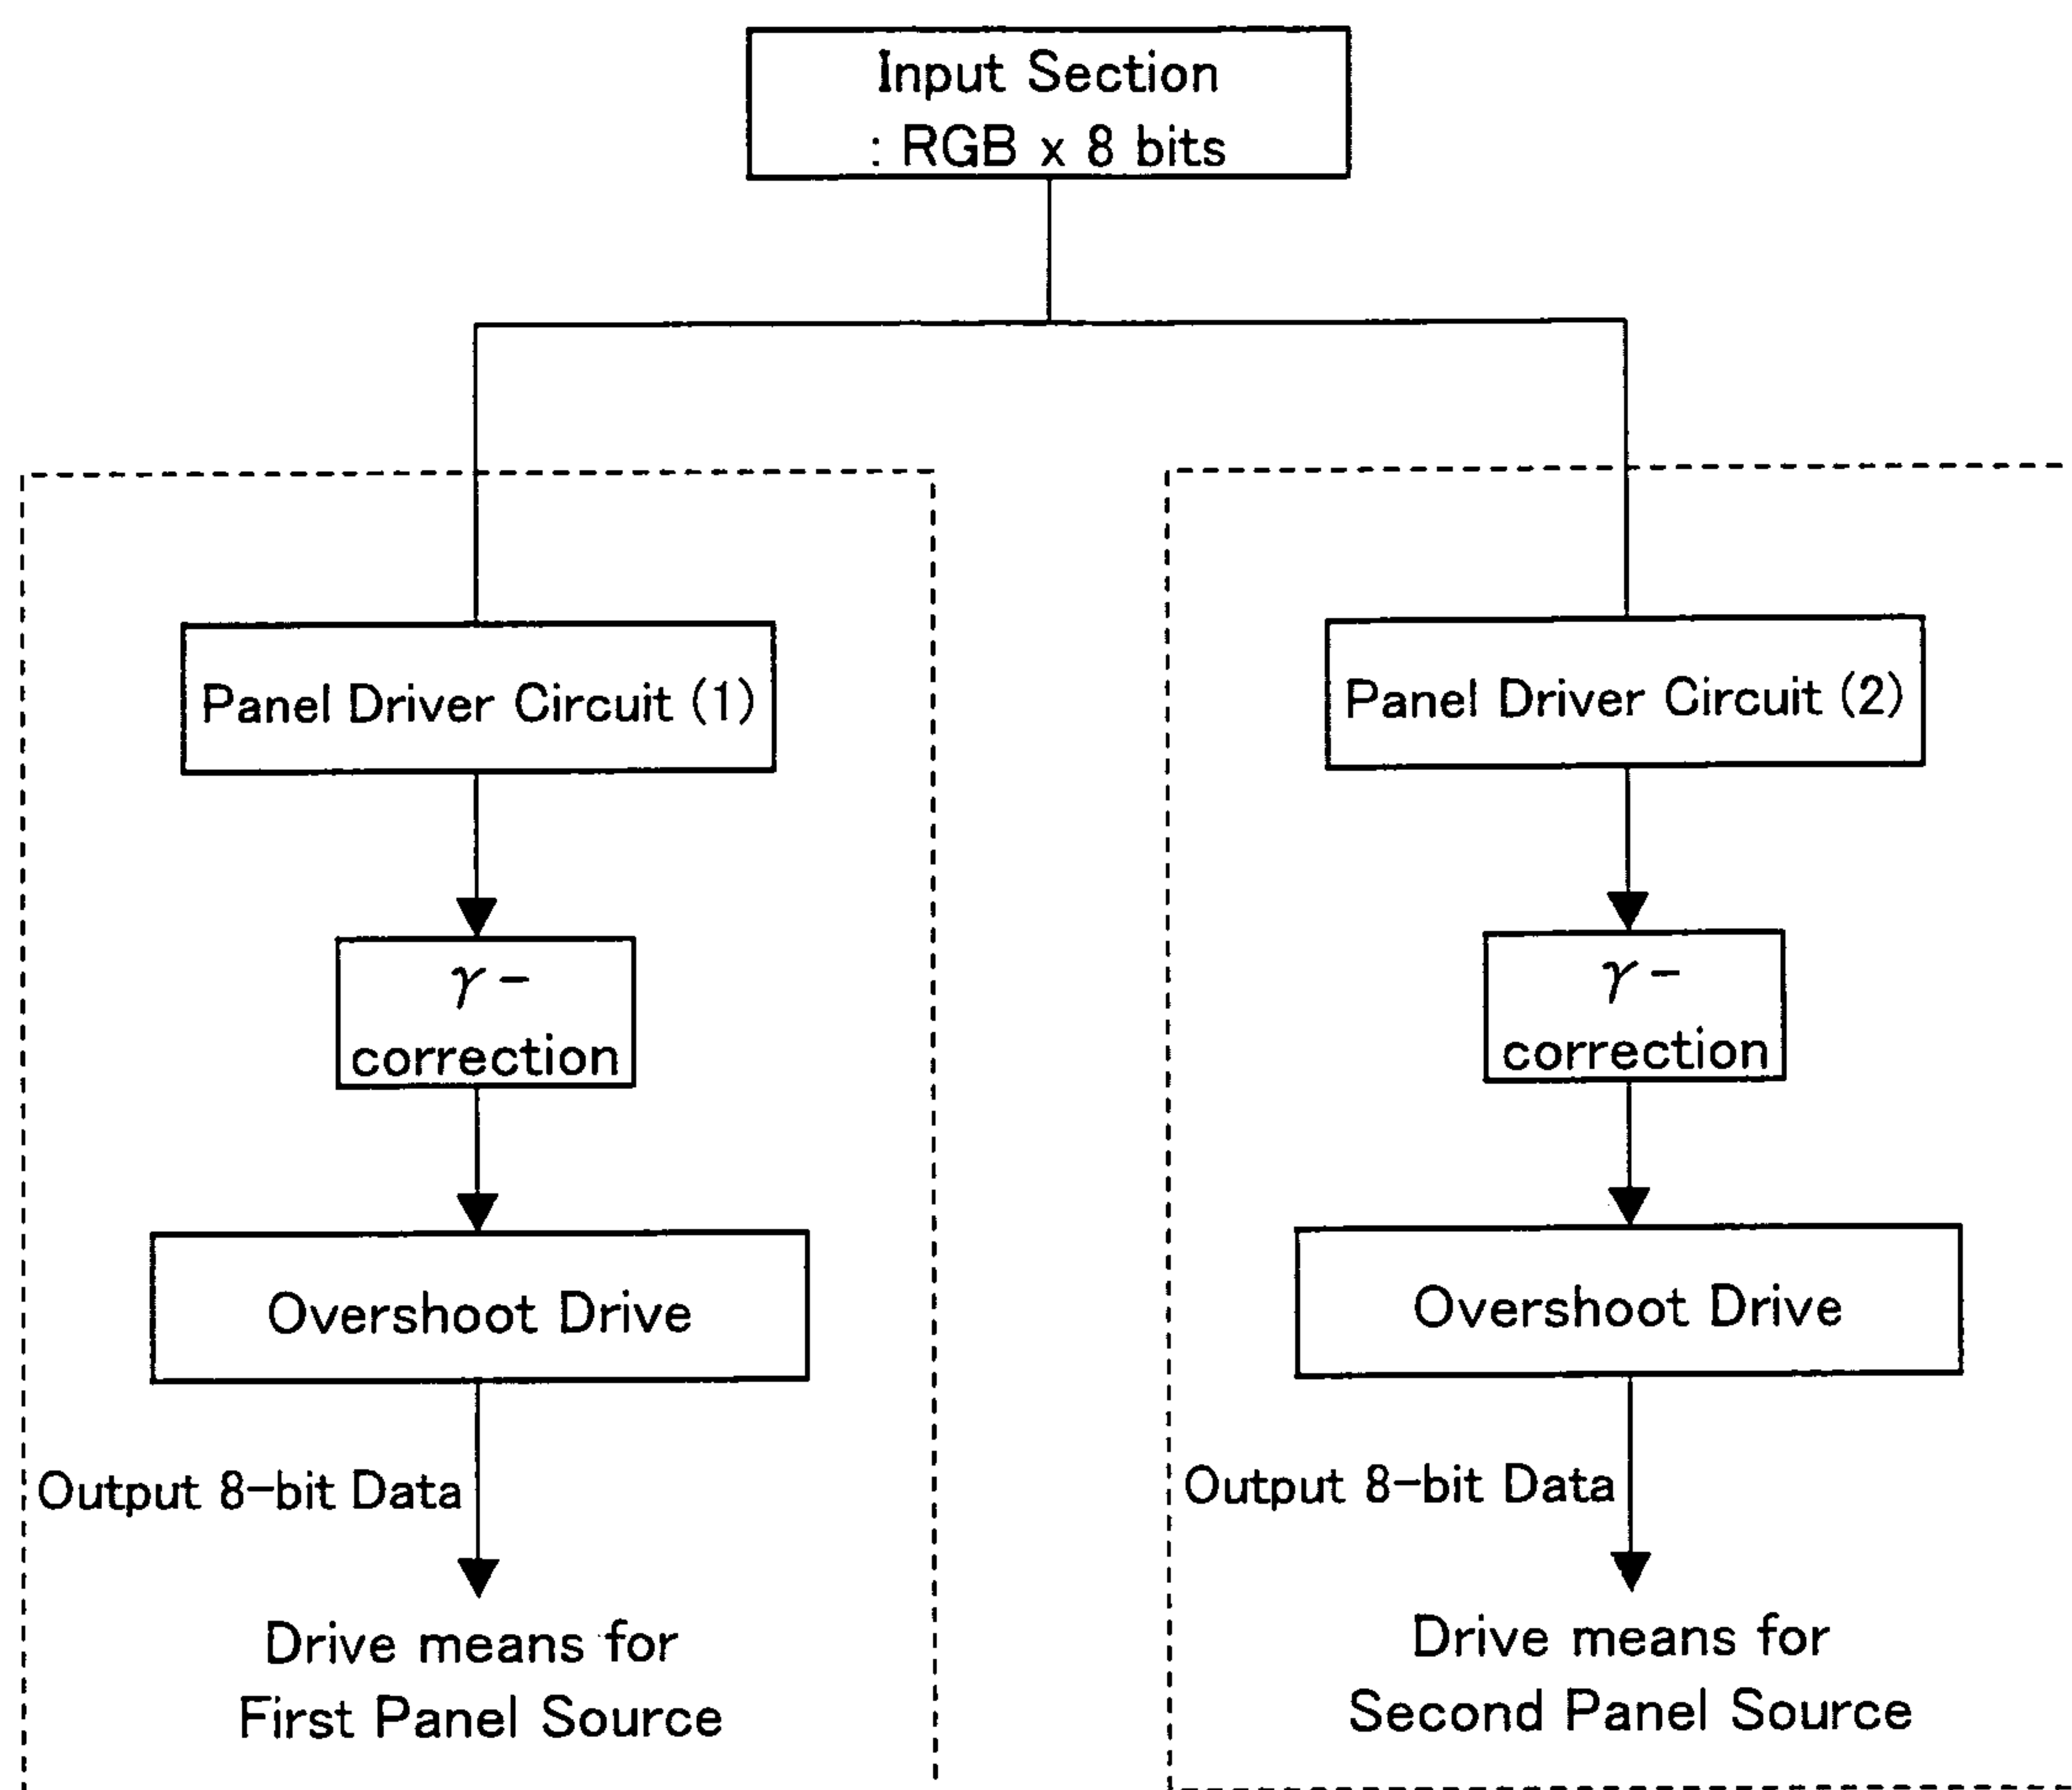 Input Section
: RGB x 8 bits
Panel Driver Circuit (1)
γ-
correction
Overshoot Drive
Output 8-bit Data
Drive means for
First Panel Source
Panel Driver Circuit (2)
γ-
correction
Overshoot Drive
Output 8-bit Data
Drive means for
Second Panel Source